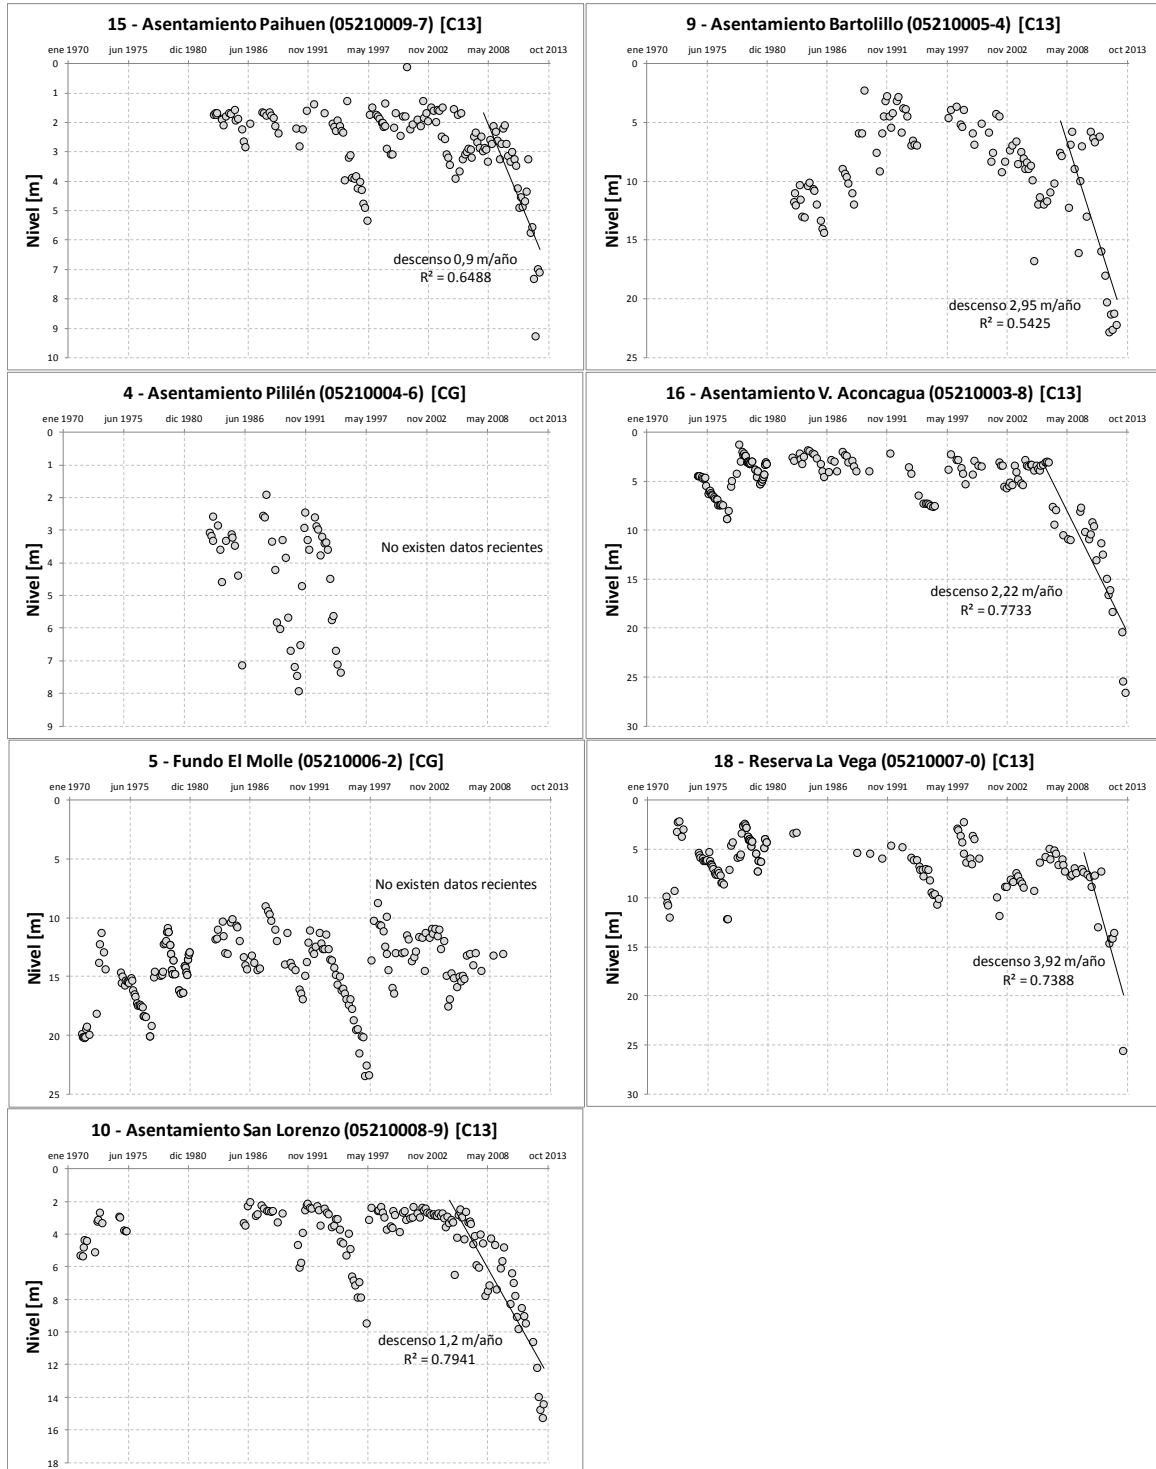 15 - Asentamiento Paihuen (05210009-7) [C13]
ene 1970 jun 1975 dic 1980 jun 1986 nov 1991 may 1997 nov 2002 may 2008 oct 2013
0
1
2
3
4
5
6
7
8
9
10
Nivel [m]
descenso 0,9 m/año
R² = 0.6488
9 - Asentamiento Bartolillo (05210005-4) [C13]
ene 1970 jun 1975 dic 1980 jun 1986 nov 1991 may 1997 nov 2002 may 2008 oct 2013
0
5
10
15
20
25
Nivel [m]
descenso 2,95 m/año
R² = 0.5425
4 - Asentamiento Pililén (05210004-6) [CG]
ene 1970 jun 1975 dic 1980 jun 1986 nov 1991 may 1997 nov 2002 may 2008 oct 2013
0
1
2
3
4
5
6
7
8
9
Nivel [m]
No existen datos recientes
16 - Asentamiento V. Aconcagua (05210003-8) [C13]
ene 1970 jun 1975 dic 1980 jun 1986 nov 1991 may 1997 nov 2002 may 2008 oct 2013
0
5
10
15
20
25
30
Nivel [m]
descenso 2,22 m/año
R² = 0.7733
5 - Fundo El Molle (05210006-2) [CG]
ene 1970 jun 1975 dic 1980 jun 1986 nov 1991 may 1997 nov 2002 may 2008 oct 2013
0
5
10
15
20
25
Nivel [m]
No existen datos recientes
18 - Reserva La Vega (05210007-0) [C13]
ene 1970 jun 1975 dic 1980 jun 1986 nov 1991 may 1997 nov 2002 may 2008 oct 2013
0
5
10
15
20
25
30
Nivel [m]
descenso 3,92 m/año
R² = 0.7388
10 - Asentamiento San Lorenzo (05210008-9) [C13]
ene 1970 jun 1975 dic 1980 jun 1986 nov 1991 may 1997 nov 2002 may 2008 oct 2013
0
2
4
6
8
10
12
14
16
18
Nivel [m]
descenso 1,2 m/año
R² = 0.7941